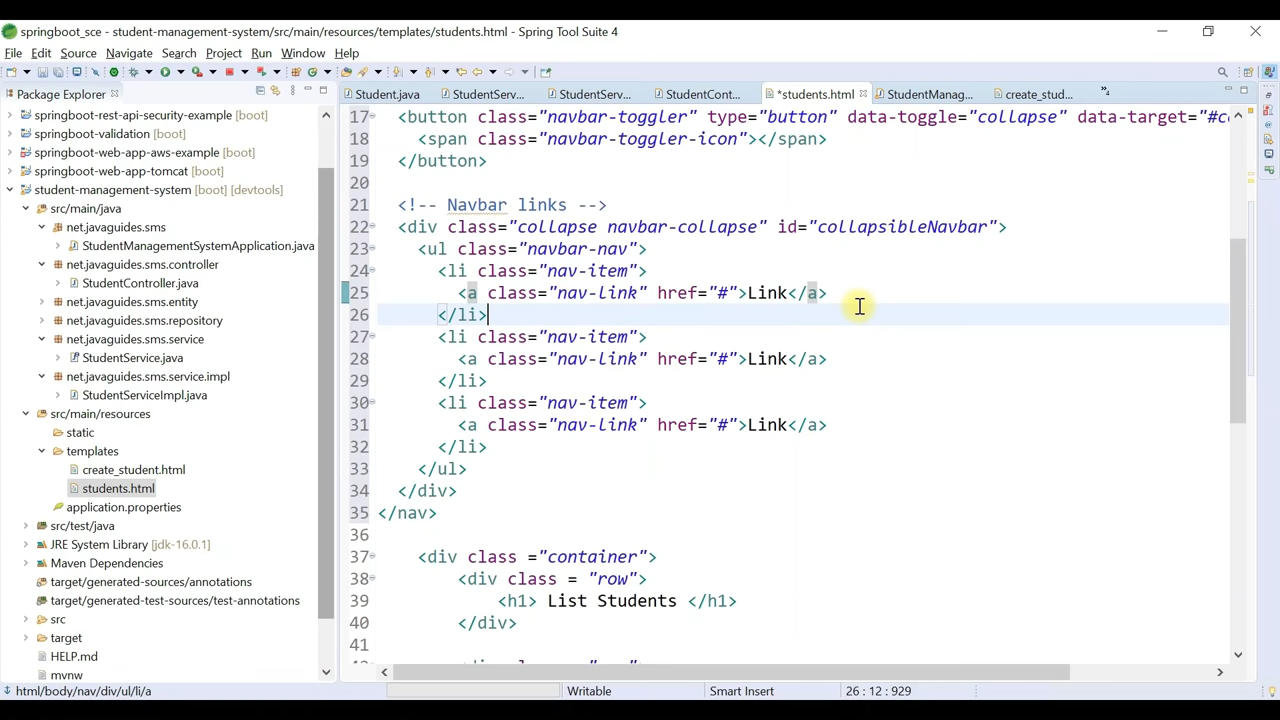 springboot_sce - student-management-system/src/main/resources/templates/students.html - Spring Tool Suite 4
File Edit Source Navigate Search Project Run Window Help
Package Explorer
Student.java StudentServ... StudentServ... StudentCont... *students.html StudentManag... create_stud...
springboot-rest-api-security-example [boot]
springboot-validation [boot]
springboot-web-app-aws-example [boot]
springboot-web-app-tomcat [boot]
student-management-system [boot] [devtools]
src/main/java
net.javaguides.sms
StudentManagementSystemApplication.java
net.javaguides.sms.controller
StudentController.java
net.javaguides.sms.entity
net.javaguides.sms.repository
net.javaguides.sms.service
StudentService.java
net.javaguides.sms.service.impl
StudentServiceImpl.java
src/main/resources
static
templates
create_student.html
students.html
application.properties
src/test/java
JRE System Library [jdk-16.0.1]
Maven Dependencies
target/generated-sources/annotations
target/generated-test-sources/test-annotations
src
target
HELP.md
mvnw
17 <button class="navbar-toggler" type="button" data-toggle="collapse" data-target="#co
18 <span class="navbar-toggler-icon"></span>
19 </button>
20
21 <!-- Navbar links -->
22 <div class="collapse navbar-collapse" id="collapsibleNavbar">
23 <ul class="navbar-nav">
24 <li class="nav-item">
25 <a class="nav-link" href="#">Link</a>
26 </li>
27 <li class="nav-item">
28 <a class="nav-link" href="#">Link</a>
29 </li>
30 <li class="nav-item">
31 <a class="nav-link" href="#">Link</a>
32 </li>
33 </ul>
34 </div>
35 </nav>
36
37 <div class ="container">
38 <div class = "row">
39 <h1> List Students </h1>
40 </div>
41
html/body/nav/div/ul/li/a Writable Smart Insert 26 : 12 : 929